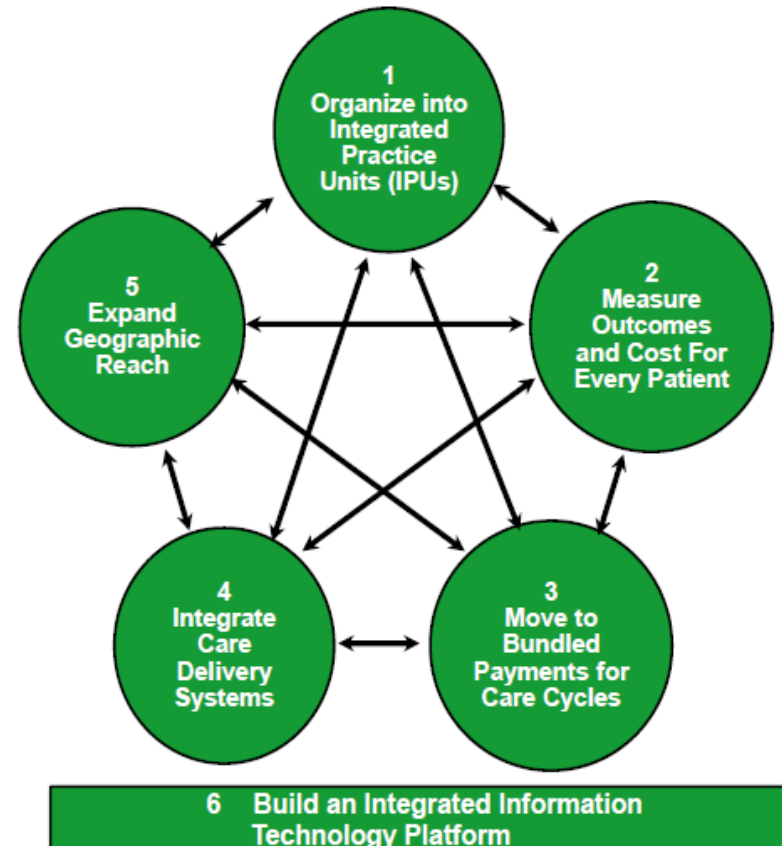 1
Organize into
Integrated
Practice
Units (IPUs)
2
Measure
Outcomes
and Cost For
Every Patient
3
Move to
Bundled
Payments for
Care Cycles
4
Integrate
Care
Delivery
Systems
5
Expand
Geographic
Reach
6 Build an Integrated Information
Technology Platform